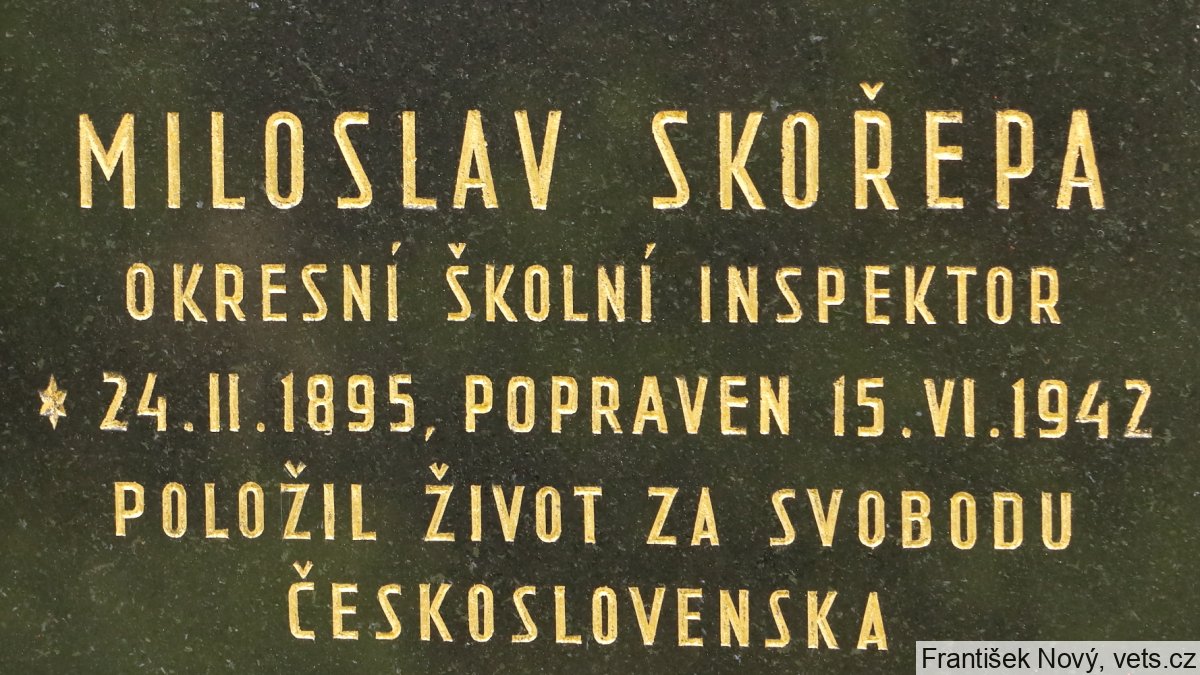 MILOSLAV SKOŘEPA
OKRESNÍ ŠKOLNÍ INSPEKTOR
* 24.II.1895, POPRAVEN 15.VI.1942
POLOŽIL ŽIVOT ZA SVOBODU
ČESKOSLOVENSKA
František Nový, vets.cz